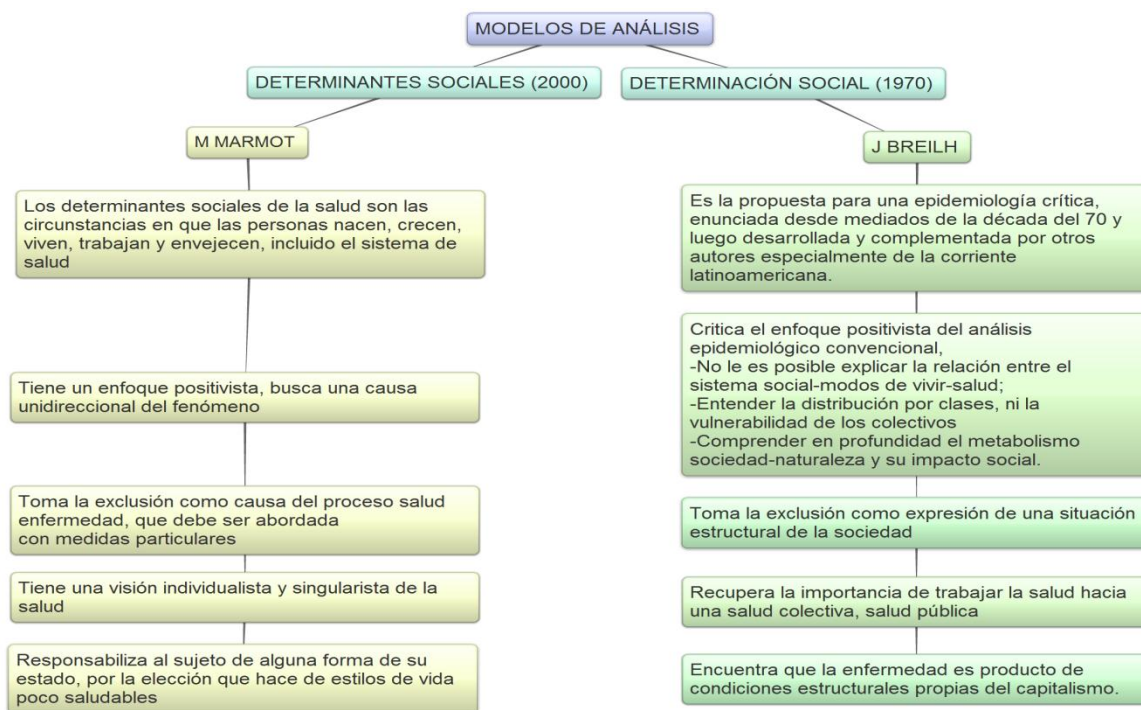 MODELOS DE ANÁLISIS
DETERMINANTES SOCIALES (2000)
DETERMINACIÓN SOCIAL (1970)
M MARMOT
Los determinantes sociales de la salud son las
circunstancias en que las personas nacen, crecen,
viven, trabajan y envejecen, incluido el sistema de
salud
Tiene un enfoque positivista, busca una causa
unidireccional del fenómeno
Toma la exclusión como causa del proceso salud
enfermedad, que debe ser abordada
con medidas particulares
Tiene una visión individualista y singularista de la
salud
Responsabiliza al sujeto de alguna forma de su
estado, por la elección que hace de estilos de vida
poco saludables
J BREILH
Es la propuesta para una epidemiología crítica,
enunciada desde mediados de la década del 70 y
luego desarrollada y complementada por otros
autores especialmente de la corriente
latinoamericana.
Critica el enfoque positivista del análisis
epidemiológico convencional,
-No le es posible explicar la relación entre el
sistema social-modos de vivir-salud;
-Entender la distribución por clases, ni la
vulnerabilidad de los colectivos
-Comprender en profundidad el metabolismo
sociedad-naturaleza y su impacto social.
Toma la exclusión como expresión de una situación
estructural de la sociedad
Recupera la importancia de trabajar la salud hacia
una salud colectiva, salud pública
Encuentra que la enfermedad es producto de
condiciones estructurales propias del capitalismo.